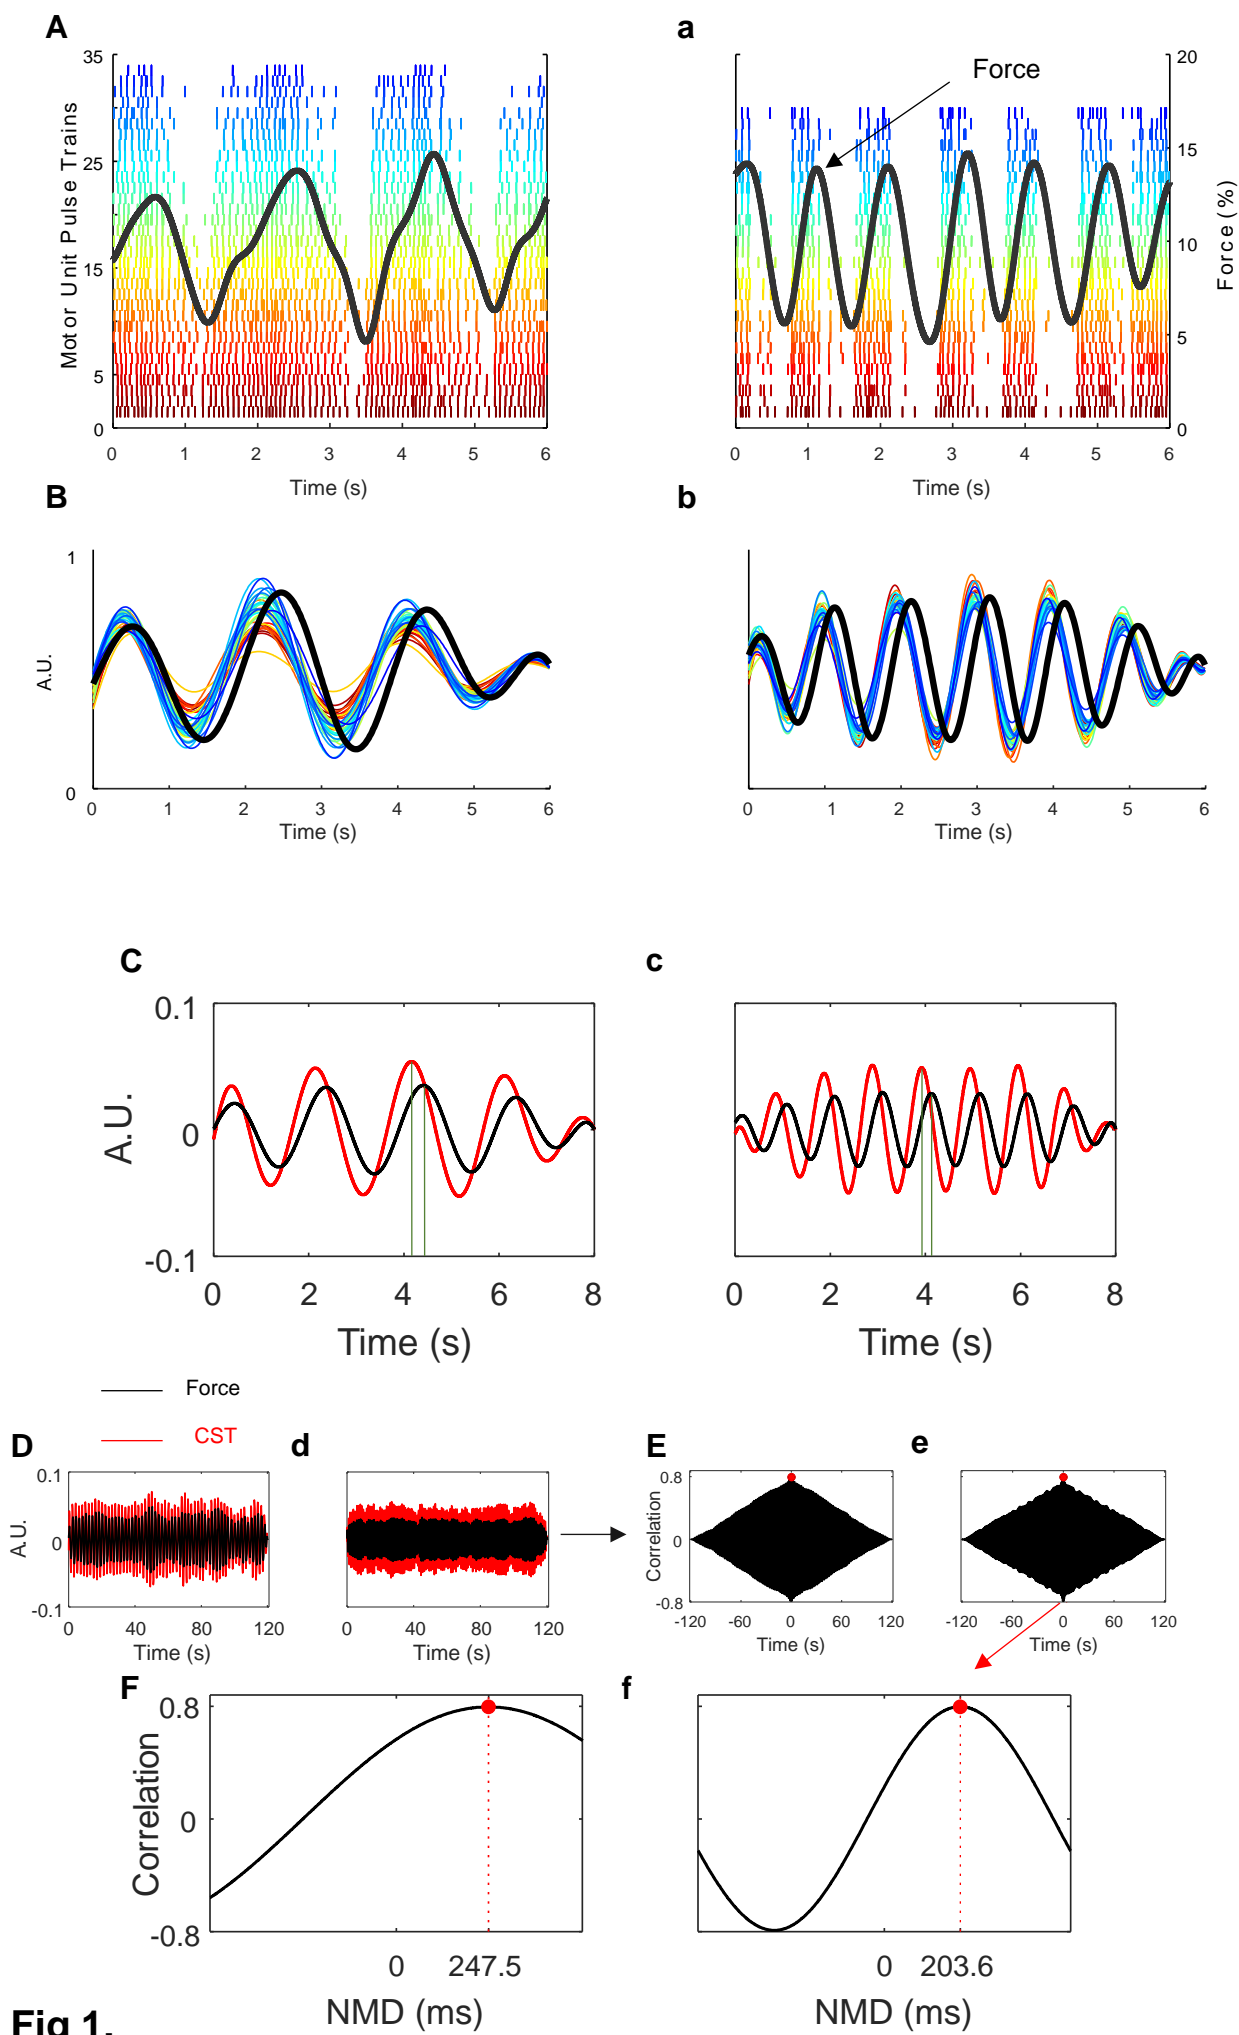 A
a
35
25
15
5
0
Motor Unit Pulse Trains
0 1 2 3 4 5 6
Time (s)
Force
20
15
10
5
0
Force (%)
0 1 2 3 4 5 6
Time (s)
B
b
1
0
A.U.
0 1 2 3 4 5 6
Time (s)
0 1 2 3 4 5 6
Time (s)
C
c
0.1
0
-0.1
A.U.
0 2 4 6 8
Time (s)
0 2 4 6 8
Time (s)
Force
CST
D
d
E
e
0.1
0
-0.1
A.U.
0 40 80 120
Time (s)
0 40 80 120
Time (s)
0.8
0
-0.8
Correlation
-120 -60 0 60 120
Time (s)
-120 -60 0 60 120
Time (s)
F
f
0.8
0
-0.8
Correlation
0 247.5
NMD (ms)
0 203.6
NMD (ms)
Fig 1.